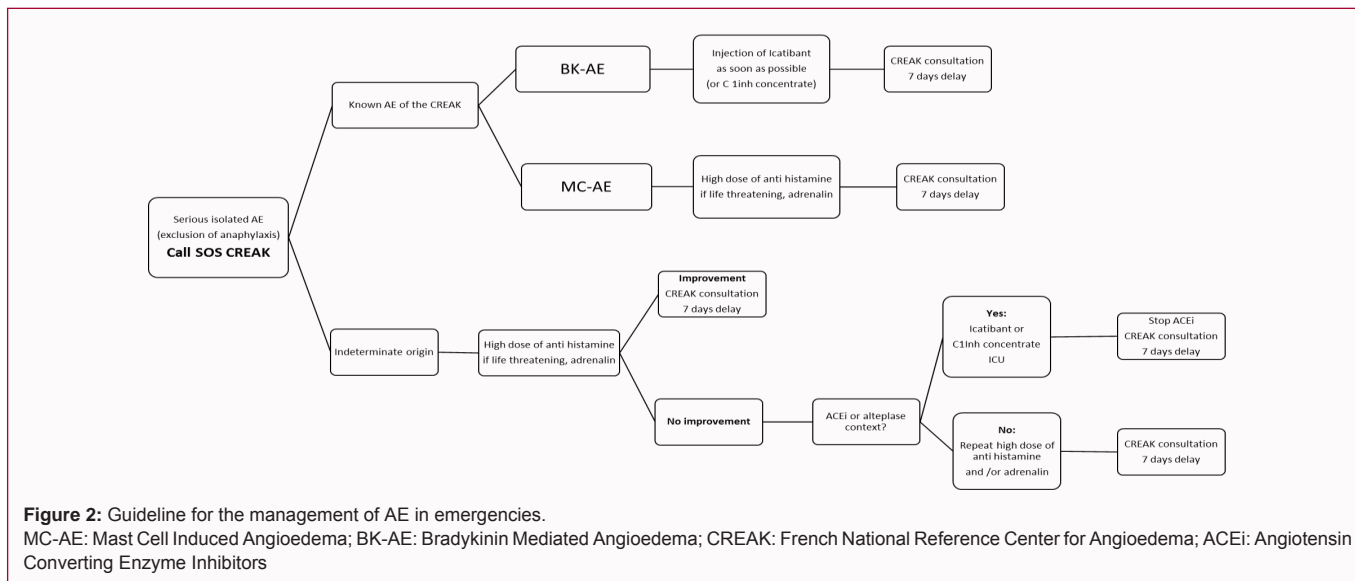 Serious isolated AE
(exclusion of anaphylaxis)
Call SOS CREAK
Known AE of the CREAK
BK-AE
Injection of Icatibant
as soon as possible
(or C 1inh concentrate)
CREAK consultation
7 days delay
MC-AE
High dose of anti histamine
if life threatening, adrenalin
CREAK consultation
7 days delay
Indeterminate origin
High dose of anti histamine
if life threatening, adrenalin
Improvement
CREAK consultation
7 days delay
No improvement
ACEi or alteplase
context?
Yes:
Icatibant or
C1Inh concentrate
ICU
Stop ACEi
CREAK consultation
7 days delay
No:
Repeat high dose of
anti histamine
and /or adrenalin
CREAK consultation
7 days delay
Figure 2: Guideline for the management of AE in emergencies.
MC-AE: Mast Cell Induced Angioedema; BK-AE: Bradykinin Mediated Angioedema; CREAK: French National Reference Center for Angioedema; ACEi: Angiotensin
Converting Enzyme Inhibitors